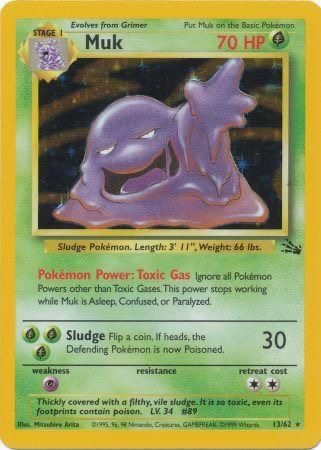 Evolves from Grimer
Put Muk on the Basic Pokémon
STAGE 1
Muk
70 HP
Sludge Pokémon. Length: 3' 11", Weight: 66 lbs.
Pokémon Power: Toxic Gas Ignore all Pokémon
Powers other than Toxic Gases. This power stops working
while Muk is Asleep, Confused, or Paralyzed.
Sludge Flip a coin. If heads, the
Defending Pokémon is now Poisoned.
30
weakness
resistance
retreat cost
Thickly covered with a filthy, vile sludge. It is so toxic, even its
footprints contain poison. LV. 34 #89
Illus. Mitsuhiro Arita
©1995, 96, 98 Nintendo, Creatures, GAMEFREAK. ©1999 Wizards.
13/62 ★